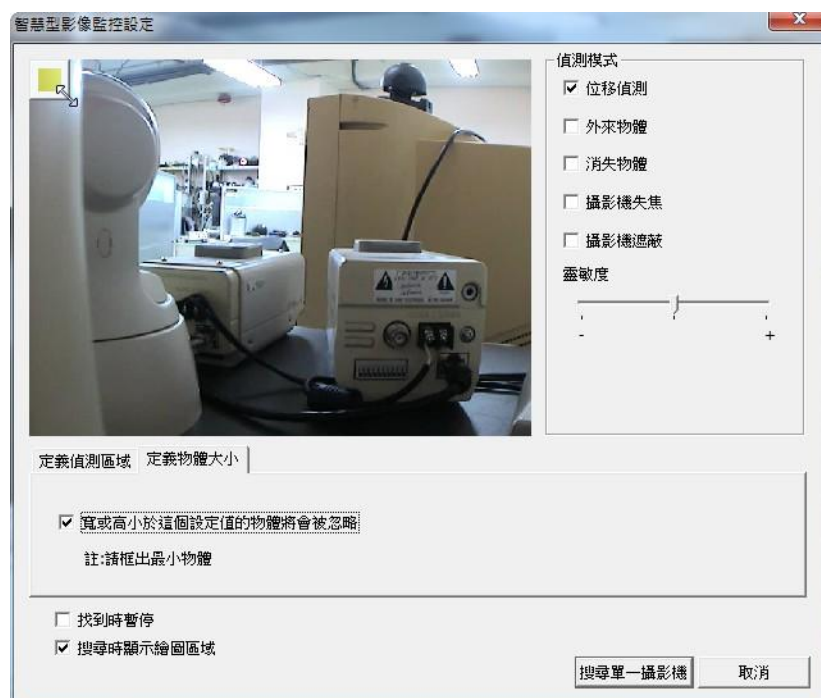 智慧型影像監控設定
偵測模式
位移偵測
外來物體
消失物體
攝影機失焦
攝影機遮蔽
靈敏度
-
+
定義偵測區域
定義物體大小
寬或高小於這個設定值的物體將會被忽略
註:請框出最小物體
找到時暫停
搜尋時顯示繪圖區域
搜尋單一攝影機
取消